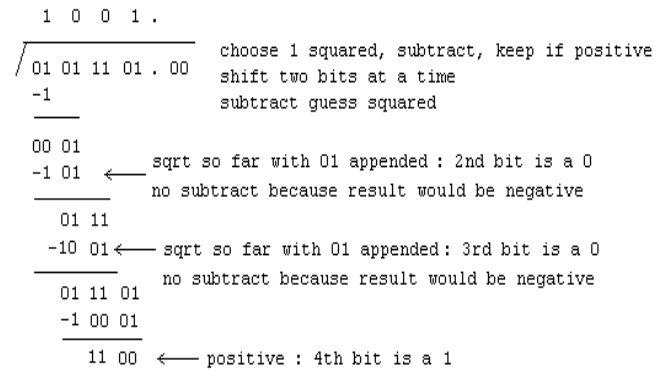 1 0 0 1 .
01 01 11 01 . 00
choose 1 squared, subtract, keep if positive
shift two bits at a time
-1
subtract guess squared
00 01
-1 01
sqrt so far with 01 appended : 2nd bit is a 0
no subtract because result would be negative
01 11
-10 01
sqrt so far with 01 appended : 3rd bit is a 0
no subtract because result would be negative
01 11 01
-1 00 01
11 00
positive : 4th bit is a 1